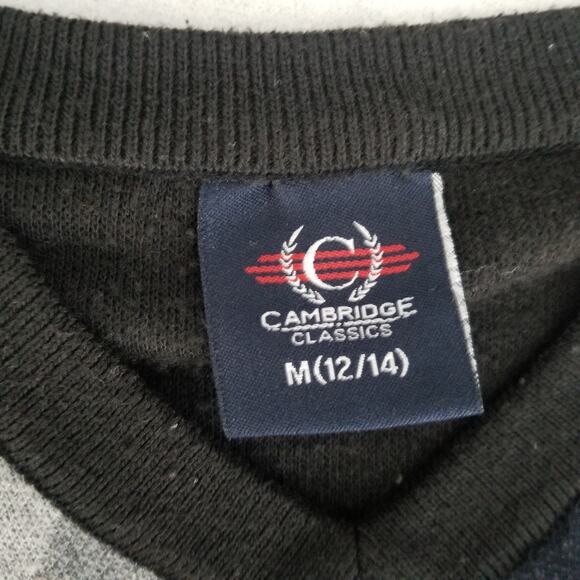 C
CAMBRIDGE
CLASSICS
M(12/14)